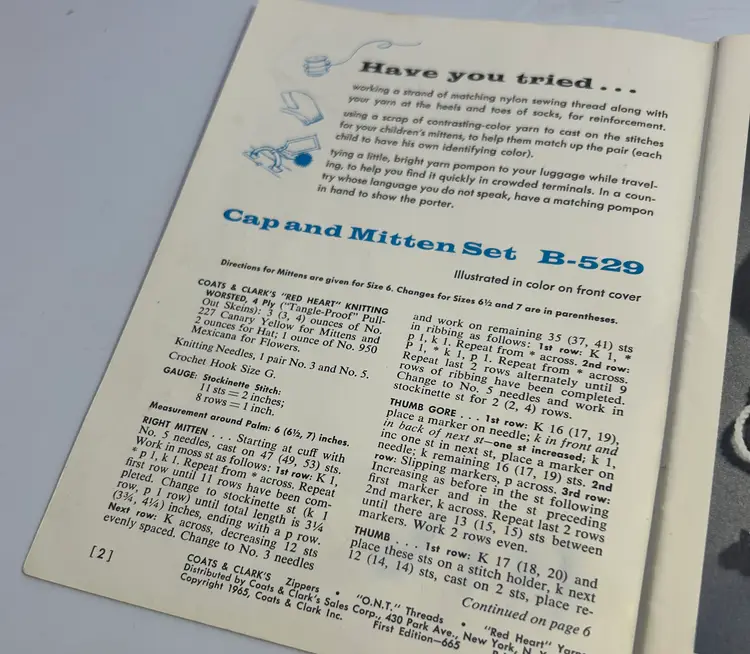 Have you tried . . .
working a strand of matching nylon sewing thread along with
your yarn at the heels and toes of socks, for reinforcement.
using a scrap of contrasting-color yarn to cast on the stitches
for your children's mittens, to help them match up the pair (each
child to have his own identifying color).
tying a little, bright yarn pompon to your luggage while travel-
ing, to help you find it quickly in crowded terminals. In a coun-
try whose language you do not speak, have a matching pompon
in hand to show the porter.
Cap and Mitten Set B-529
Illustrated in color on front cover
Directions for Mittens are given for Size 6. Changes for Sizes 6½ and 7 are in parentheses.
COATS & CLARK'S "RED HEART" KNITTING
WORSTED, 4 Ply ("Tangle-Proof" Pull-
Out Skeins): 3 (3, 4) ounces of No.
227 Canary Yellow for Mittens and
2 ounces for Hat; 1 ounce of No. 950
Mexicana for Flowers.
Knitting Needles, 1 pair No. 3 and No. 5.
Crochet Hook Size G.
GAUGE: Stockinette Stitch:
11 sts = 2 inches;
8 rows = 1 inch.
Measurement around Palm: 6 (6½, 7) inches.
RIGHT MITTEN . . . Starting at cuff with
No. 5 needles, cast on 47 (49, 53) sts.
Work in moss st as follows: 1st row: K 1,
* p 1, k 1. Repeat from * across. Repeat
first row until 11 rows have been com-
pleted. Change to stockinette st (k 1
row, p 1 row) until total length is 3¼
(3¾, 4¼) inches, ending with a p row.
Next row: K across, decreasing 12 sts
evenly spaced. Change to No. 3 needles
and work on remaining 35 (37, 41) sts
in ribbing as follows: 1st row: K 1, *
p 1, k 1. Repeat from * across. 2nd row:
P 1, * k 1, p 1. Repeat from * across.
Repeat last 2 rows alternately until 9
rows of ribbing have been completed.
Change to No. 5 needles and work in
stockinette st for 2 (2, 4) rows.
THUMB GORE . . . 1st row: K 16 (17, 19),
place a marker on needle; k in front and
in back of next st—one st increased; k 1,
inc one st in next st, place a marker on
needle; k remaining 16 (17, 19) sts. 2nd
row: Slipping markers, p across. 3rd row:
Increasing as before in the st following
first marker and in the st preceding
2nd marker, k across. Repeat last 2 rows
until there are 13 (15, 15) sts between
markers. Work 2 rows even.
THUMB . . . 1st row: K 17 (18, 20) and
place these sts on a stitch holder, k next
12 (14, 14) sts, cast on 2 sts, place re-
Continued on page 6
[2]
COATS & CLARK'S Zippers • "O.N.T." Threads • "Red Heart" Yarns
Distributed by Coats & Clark's Sales Corp., 430 Park Ave., New York, N. Y.
Copyright 1965, Coats & Clark Inc. First Edition—665